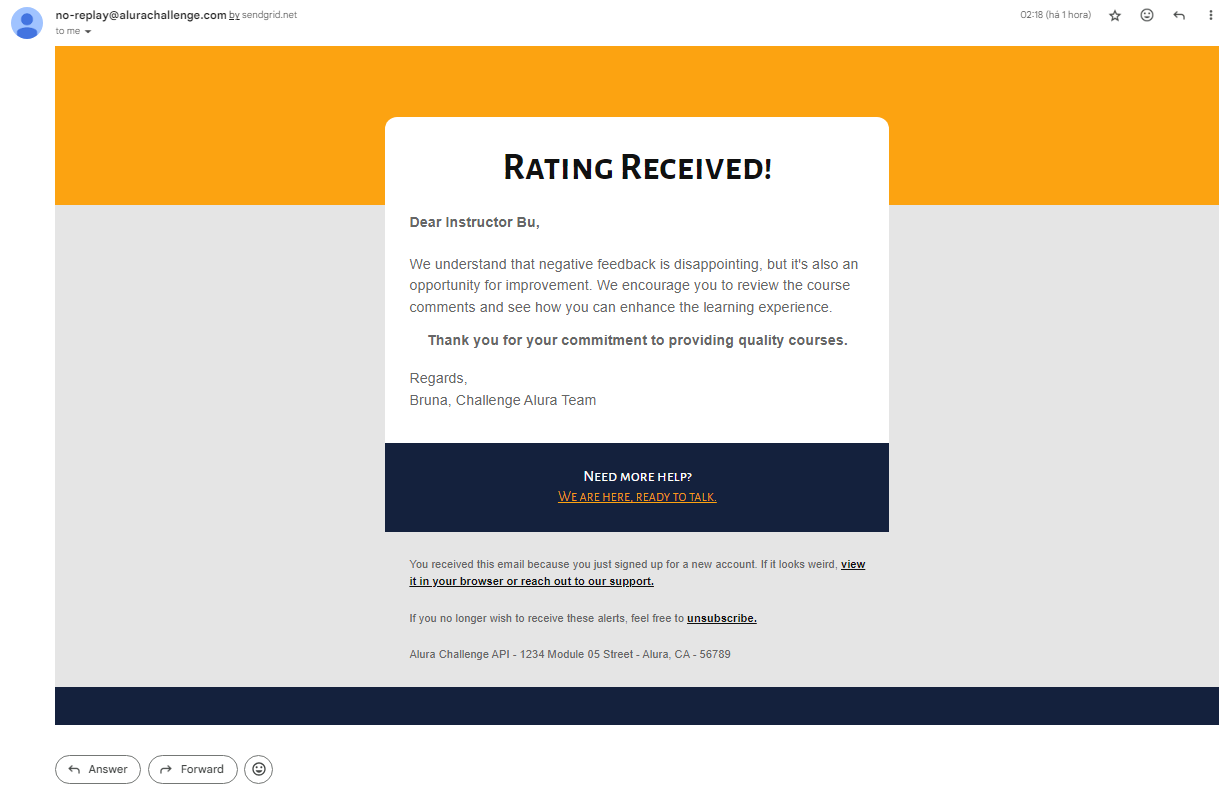 no-replay@alurachallenge.com by sendgrid.net
02:18 (há 1 hora)
to me
Rating Received!
Dear Instructor Bu,
We understand that negative feedback is disappointing, but it's also an
opportunity for improvement. We encourage you to review the course
comments and see how you can enhance the learning experience.
Thank you for your commitment to providing quality courses.
Regards,
Bruna, Challenge Alura Team
Need more help?
We are here, ready to talk.
You received this email because you just signed up for a new account. If it looks weird, view
it in your browser or reach out to our support.
If you no longer wish to receive these alerts, feel free to unsubscribe.
Alura Challenge API - 1234 Module 05 Street - Alura, CA - 56789
Answer
Forward